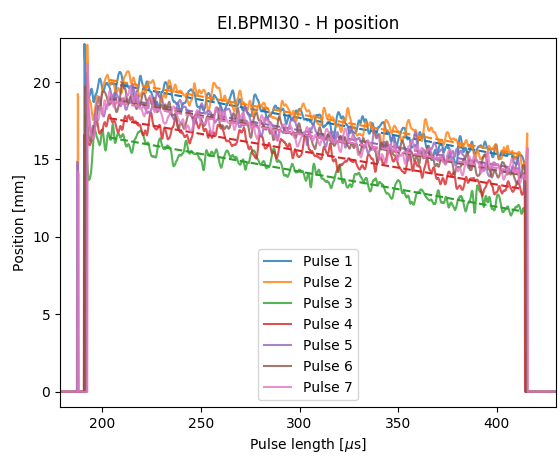 EI.BPMI30 - H position
Position [mm]
20
15
10
5
0
Pulse 1
Pulse 2
Pulse 3
Pulse 4
Pulse 5
Pulse 6
Pulse 7
200 250 300 350 400
Pulse length [μs]